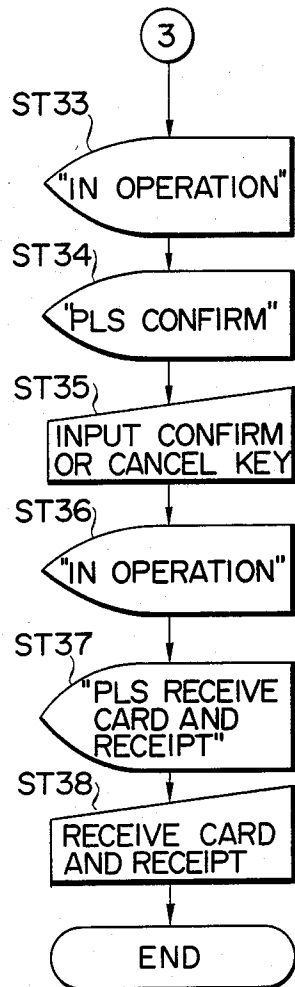 3
ST33
"IN OPERATION"
ST34
"PLS CONFIRM"
ST35
INPUT CONFIRM
OR CANCEL KEY
ST36
"IN OPERATION"
ST37
"PLS RECEIVE
CARD AND
RECEIPT"
ST38
RECEIVE CARD
AND RECEIPT
END